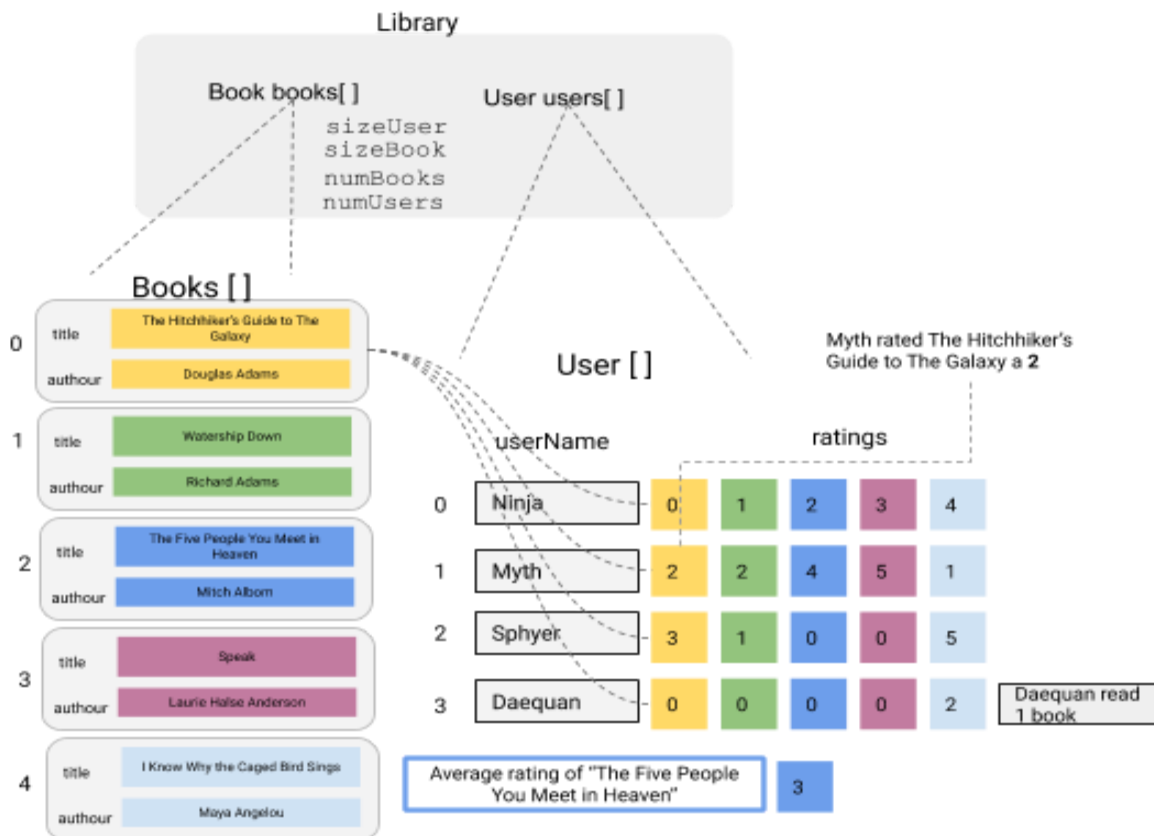 Library
Book books[ ]
User users[ ]
sizeUser
sizeBook
numBooks
numUsers
Books [ ]
0
title
The Hitchhiker's Guide to The
Galaxy
authour
Douglas Adams
1
title
Watership Down
authour
Richard Adams
2
title
The Five People You Meet in
Heaven
authour
Mitch Albom
3
title
Speak
authour
Laurie Halse Anderson
4
title
I Know Why the Caged Bird Sings
authour
Maya Angelou
User [ ]
Myth rated The Hitchhiker's
Guide to The Galaxy a 2
userName
ratings
0 Ninja 0 1 2 3 4
1 Myth 2 2 4 5 1
2 Sphyer 3 1 0 0 5
3 Daequan 0 0 0 0 2
Daequan read
1 book
Average rating of "The Five People
You Meet in Heaven"
3